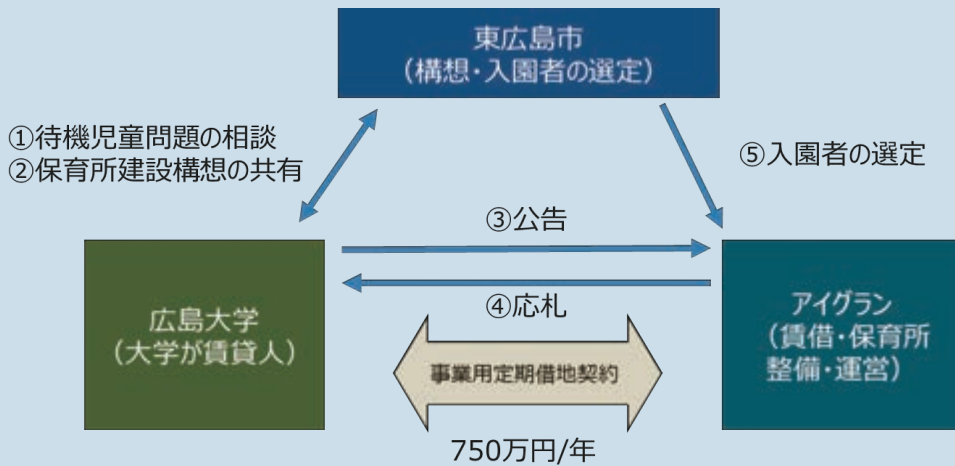 東広島市
（構想・入園者の選定）
①待機児童問題の相談
②保育所建設構想の共有
⑤入園者の選定
③公告
④応札
広島大学
（大学が賃貸人）
アイグラン
（賃借・保育所
整備・運営）
事業用定期借地契約
750万円/年